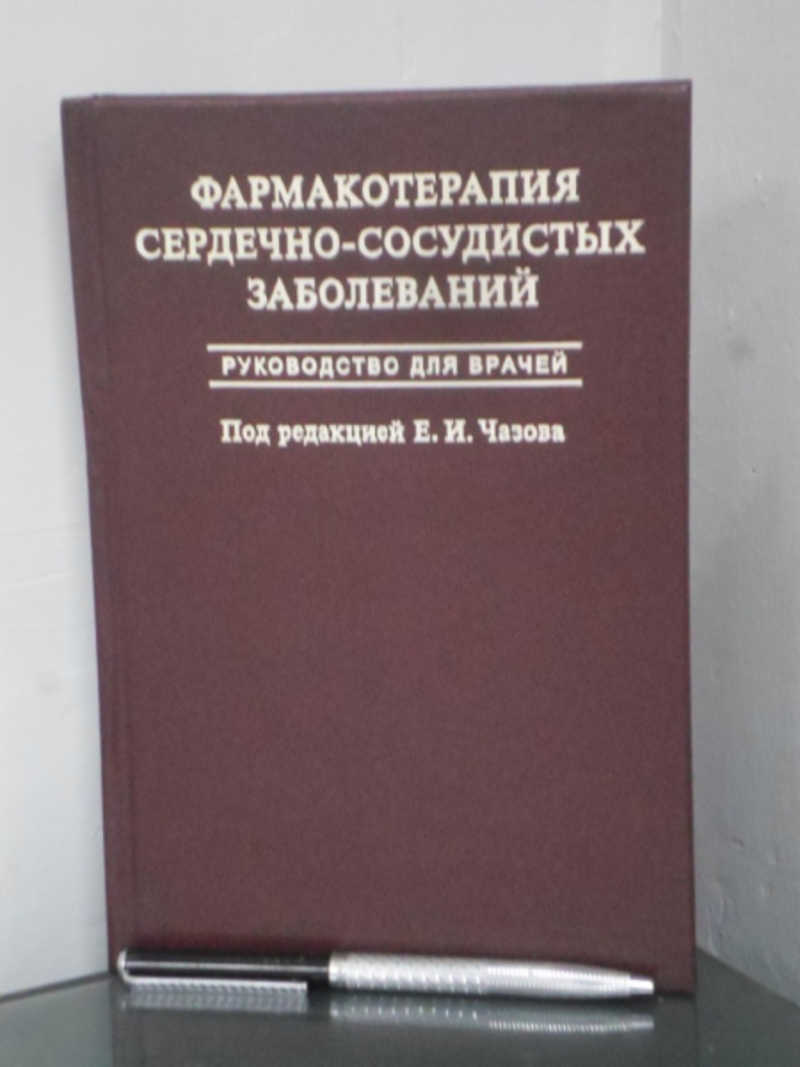 ФАРМАКОТЕРАПИЯ
СЕРДЕЧНО-СОСУДИСТЫХ
ЗАБОЛЕВАНИЙ
РУКОВОДСТВО ДЛЯ ВРАЧЕЙ
Под редакцией Е. И. Чазова